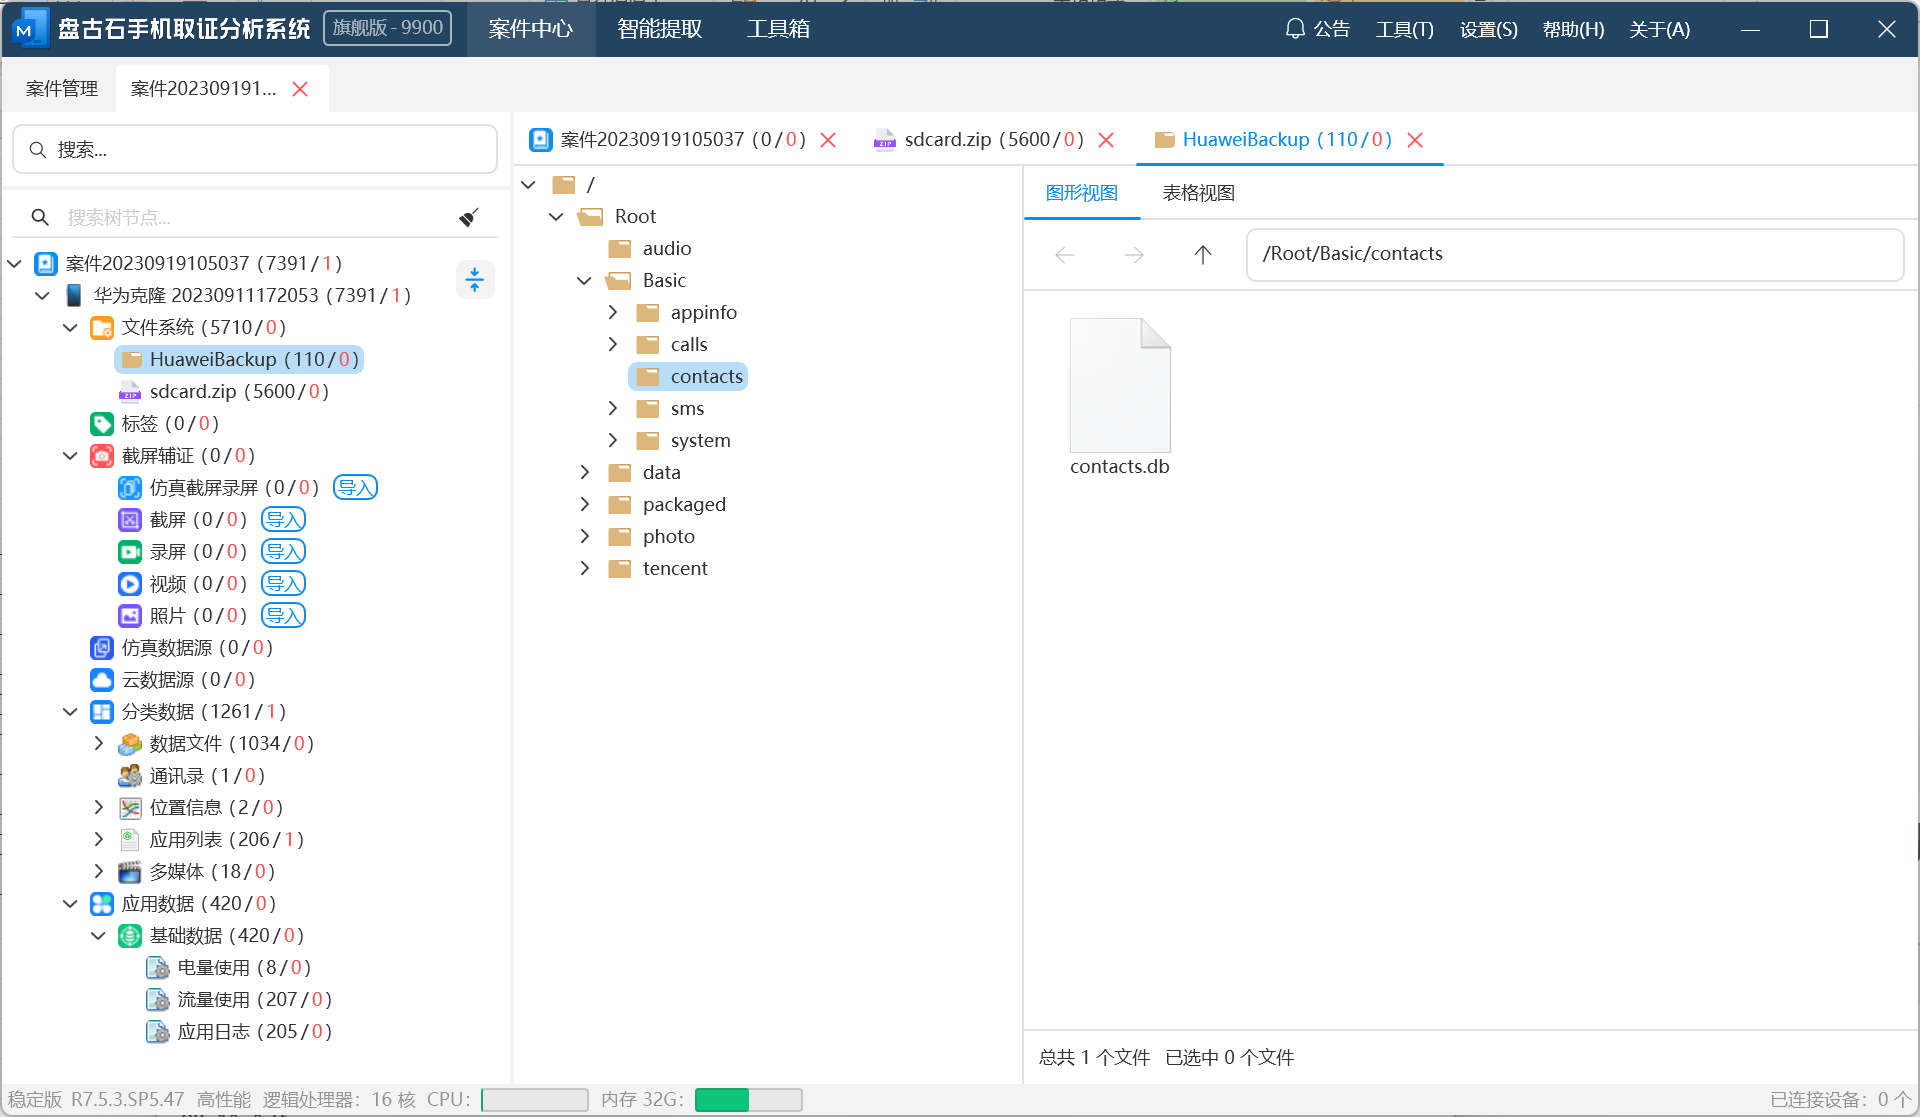 盘古石手机取证分析系统 旗舰版 - 9900 案件中心 智能提取 工具箱 公告 工具(T) 设置(S) 帮助(H) 关于(A)
案件管理 案件202309191...
搜索...
搜索树节点...
案件20230919105037 (7391/1)
华为克隆 20230911172053 (7391/1)
文件系统 (5710/0)
HuaweiBackup (110/0)
sdcard.zip (5600/0)
标签 (0/0)
截屏辅证 (0/0)
仿真截屏录屏 (0/0) 导入
截屏 (0/0) 导入
录屏 (0/0) 导入
视频 (0/0) 导入
照片 (0/0) 导入
仿真数据源 (0/0)
云数据源 (0/0)
分类数据 (1261/1)
数据文件 (1034/0)
通讯录 (1/0)
位置信息 (2/0)
应用列表 (206/1)
多媒体 (18/0)
应用数据 (420/0)
基础数据 (420/0)
电量使用 (8/0)
流量使用 (207/0)
应用日志 (205/0)
案件20230919105037 (0/0) sdcard.zip (5600/0) HuaweiBackup (110/0)
/
Root
audio
Basic
appinfo
calls
contacts
sms
system
data
packaged
photo
tencent
图形视图 表格视图
/Root/Basic/contacts
contacts.db
总共 1 个文件 已选中 0 个文件
稳定版 R7.5.3.SP5.47 高性能 逻辑处理器：16 核 CPU： 内存 32G： 已连接设备：0 个